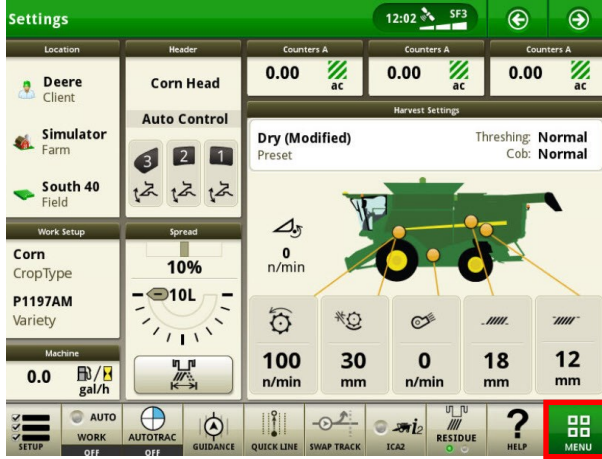 Settings
12:02 SF3
Location
Deere
Client
Simulator
Farm
South 40
Field
Header
Corn Head
Auto Control
3 2 1
Counters A
0.00 ac
Counters A
0.00 ac
Counters A
0.00 ac
Harvest Settings
Dry (Modified)
Preset
Threshing: Normal
Cob: Normal
0
n/min
100
n/min
30
mm
0
n/min
18
mm
12
mm
Work Setup
Corn
CropType
P1197AM
Variety
Spread
10%
10L
Machine
0.0 gal/h
SETUP
AUTO
WORK
OFF
AUTOTRAC
OFF
GUIDANCE
QUICK LINE
SWAP TRACK
i2
ICA2
RESIDUE
?
HELP
MENU